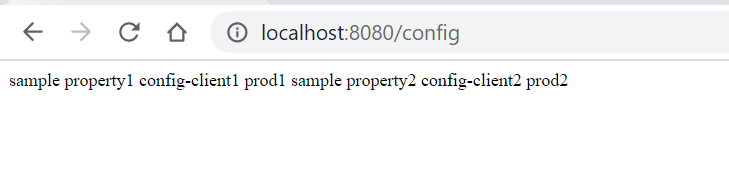 localhost:8080/config
sample property1 config-client1 prod1 sample property2 config-client2 prod2